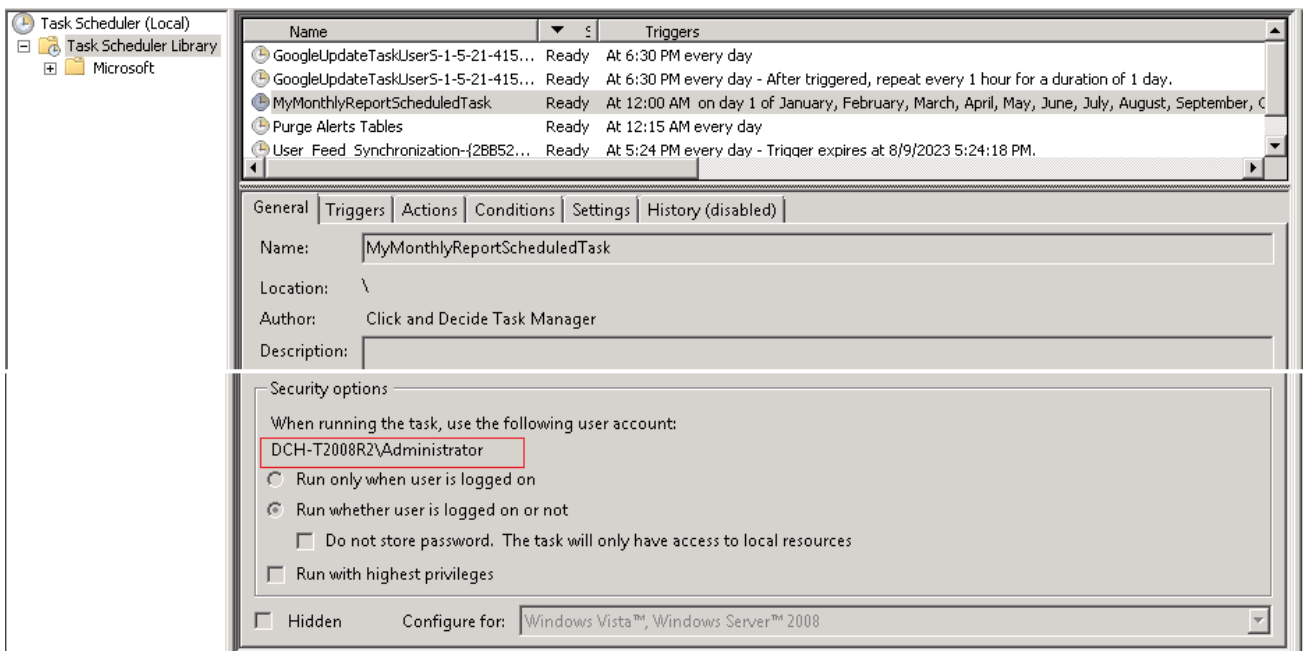 Task Scheduler (Local)
Task Scheduler Library
Microsoft
Name Triggers
GoogleUpdateTaskUserS-1-5-21-415... Ready At 6:30 PM every day
GoogleUpdateTaskUserS-1-5-21-415... Ready At 6:30 PM every day - After triggered, repeat every 1 hour for a duration of 1 day.
MyMonthlyReportScheduledTask Ready At 12:00 AM on day 1 of January, February, March, April, May, June, July, August, September,
Purge Alerts Tables Ready At 12:15 AM every day
User_Feed_Synchronization-{2BB52... Ready At 5:24 PM every day - Trigger expires at 8/9/2023 5:24:18 PM.
General Triggers Actions Conditions Settings History (disabled)
Name: MyMonthlyReportScheduledTask
Location: \
Author: Click and Decide Task Manager
Description:
Security options
When running the task, use the following user account:
DCH-T2008R2\Administrator
Run only when user is logged on
Run whether user is logged on or not
Do not store password. The task will only have access to local resources
Run with highest privileges
Hidden Configure for: Windows Vista™, Windows Server™ 2008